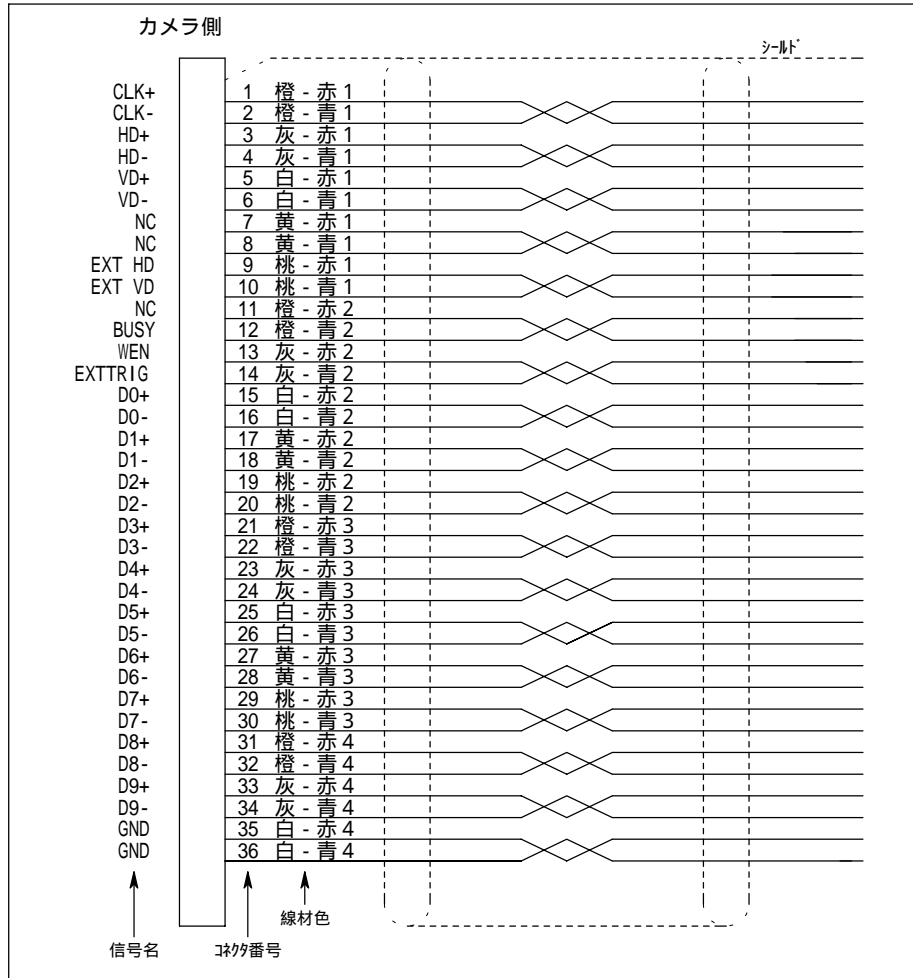 カメラ側
シールド
CLK+ 1 橙 - 赤 1
CLK- 2 橙 - 青 1
HD+ 3 灰 - 赤 1
HD- 4 灰 - 青 1
VD+ 5 白 - 赤 1
VD- 6 白 - 青 1
NC 7 黄 - 赤 1
NC 8 黄 - 青 1
EXT HD 9 桃 - 赤 1
EXT VD 10 桃 - 青 1
NC 11 橙 - 赤 2
BUSY 12 橙 - 青 2
WEN 13 灰 - 赤 2
EXTTRIG 14 灰 - 青 2
D0+ 15 白 - 赤 2
D0- 16 白 - 青 2
D1+ 17 黄 - 赤 2
D1- 18 黄 - 青 2
D2+ 19 桃 - 赤 2
D2- 20 桃 - 青 2
D3+ 21 橙 - 赤 3
D3- 22 橙 - 青 3
D4+ 23 灰 - 赤 3
D4- 24 灰 - 青 3
D5+ 25 白 - 赤 3
D5- 26 白 - 青 3
D6+ 27 黄 - 赤 3
D6- 28 黄 - 青 3
D7+ 29 桃 - 赤 3
D7- 30 桃 - 青 3
D8+ 31 橙 - 赤 4
D8- 32 橙 - 青 4
D9+ 33 灰 - 赤 4
D9- 34 灰 - 青 4
GND 35 白 - 赤 4
GND 36 白 - 青 4
線材色
信号名 コネクタ番号